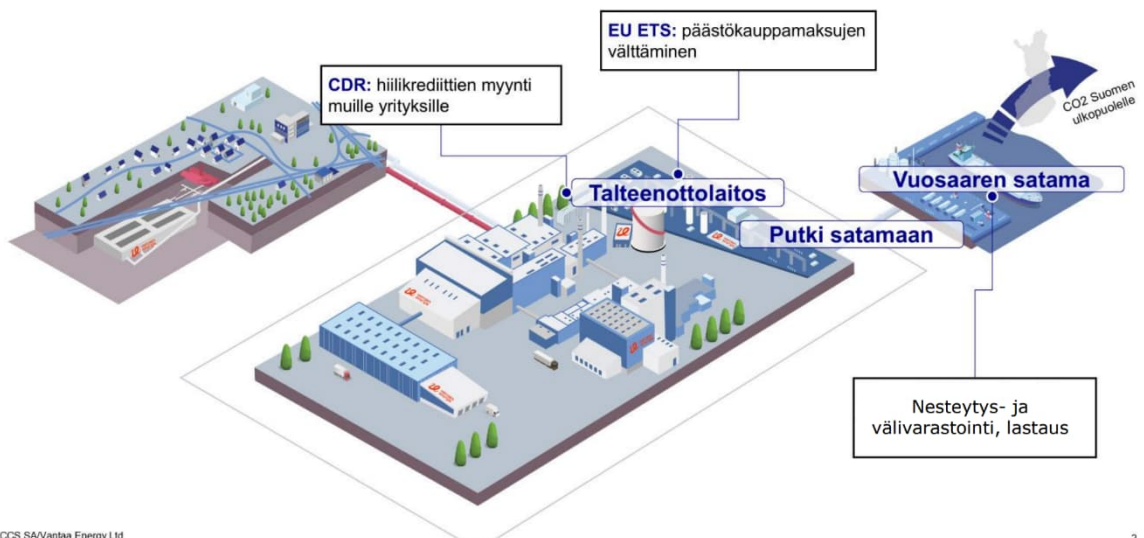 EU ETS: päästökauppamaksujen
välttäminen
CDR: hiilikrediittien myynti
muille yrityksille
CO2 Suomen
ulkopuolelle
Talteenottolaitos
Vuosaaren satama
Putki satamaan
Nesteytys- ja
välivarastointi, lastaus
CCS SA/Vantaa Energy Ltd
2